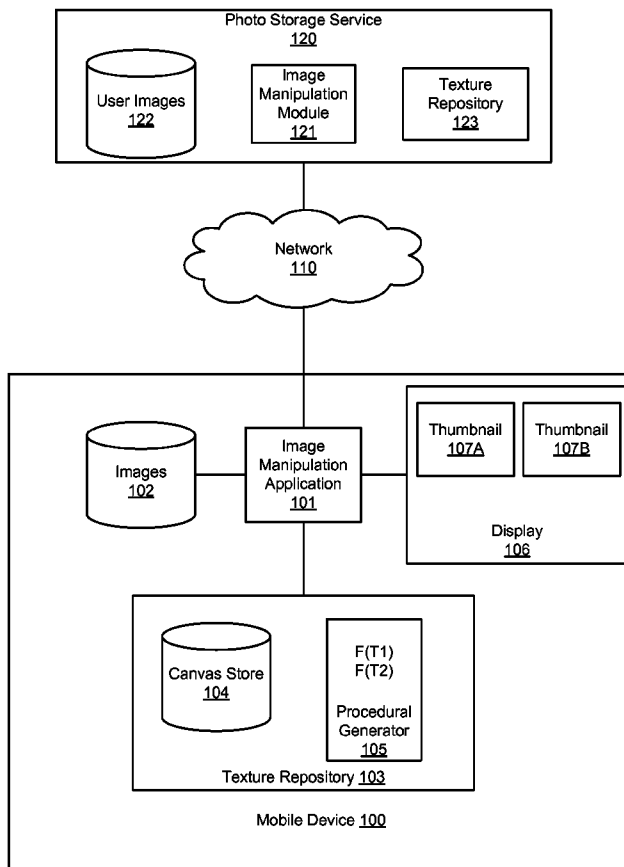 Photo Storage Service
120
User Images
122
Image
Manipulation
Module
121
Texture
Repository
123
Network
110
Images
102
Image
Manipulation
Application
101
Thumbnail
107A
Thumbnail
107B
Display
106
Canvas Store
104
F(T1)
F(T2)
Procedural
Generator
105
Texture Repository 103
Mobile Device 100